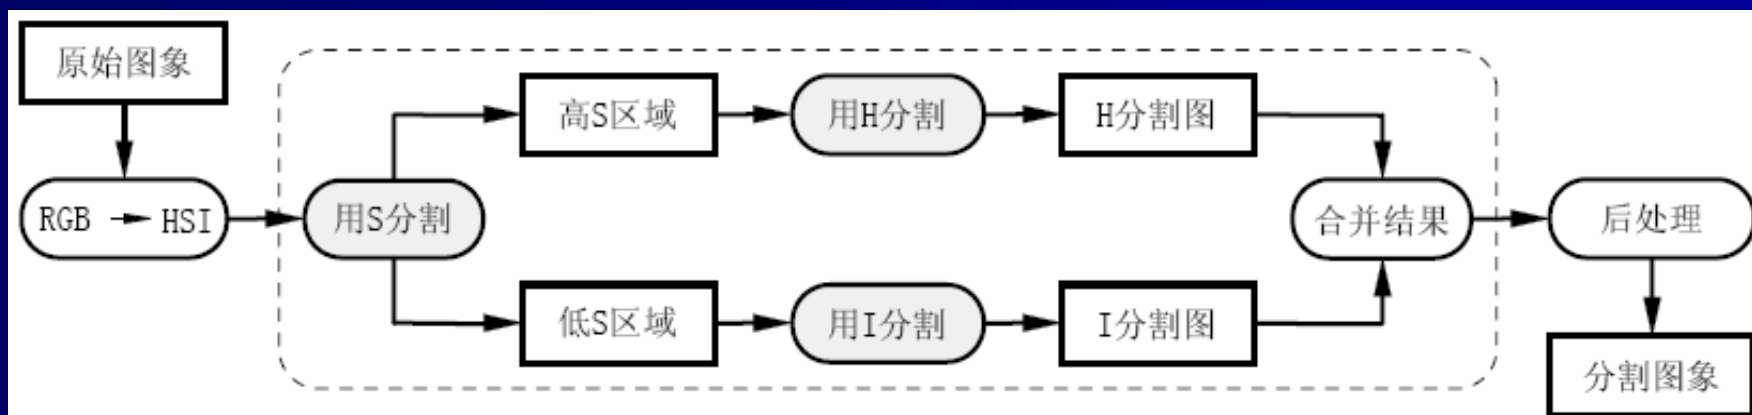 原始图象
RGB → HSI
用S分割
高S区域
用H分割
H分割图
低S区域
用I分割
I分割图
合并结果
后处理
分割图象